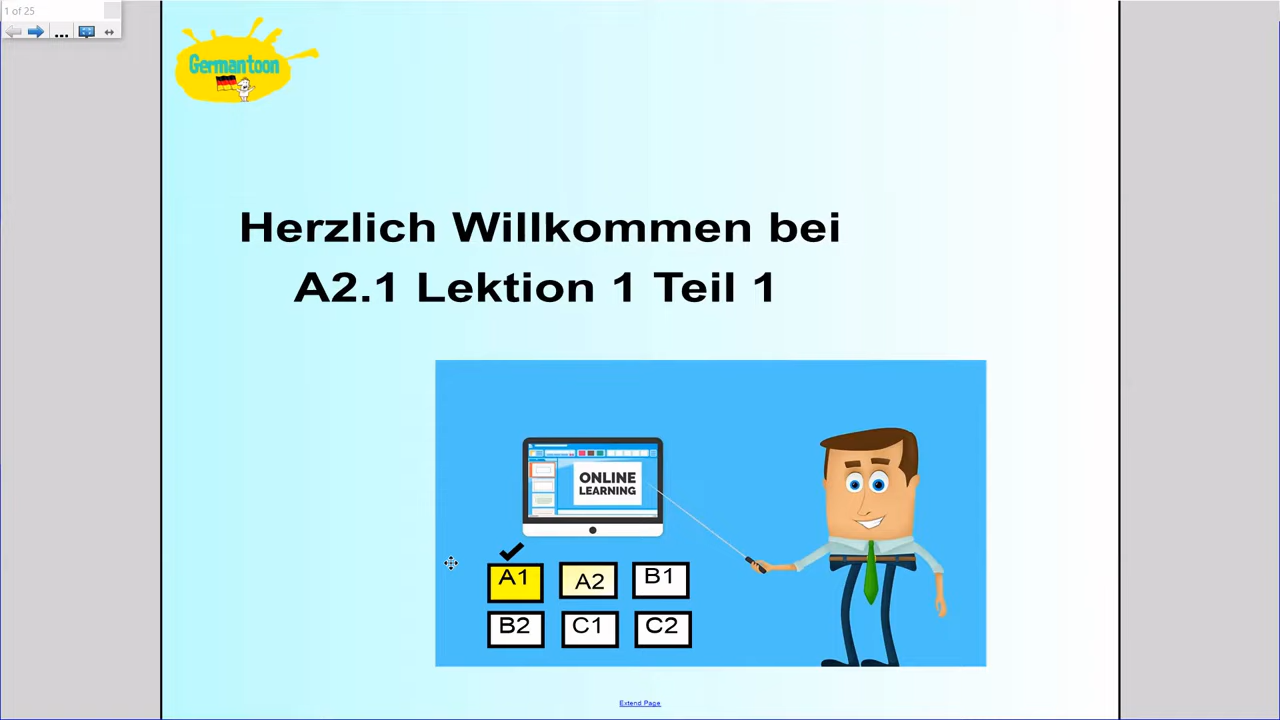 1 of 25
Germantoon
Herzlich Willkommen bei
A2.1 Lektion 1 Teil 1
ONLINE
LEARNING
A1 A2 B1
B2 C1 C2
Extend Page